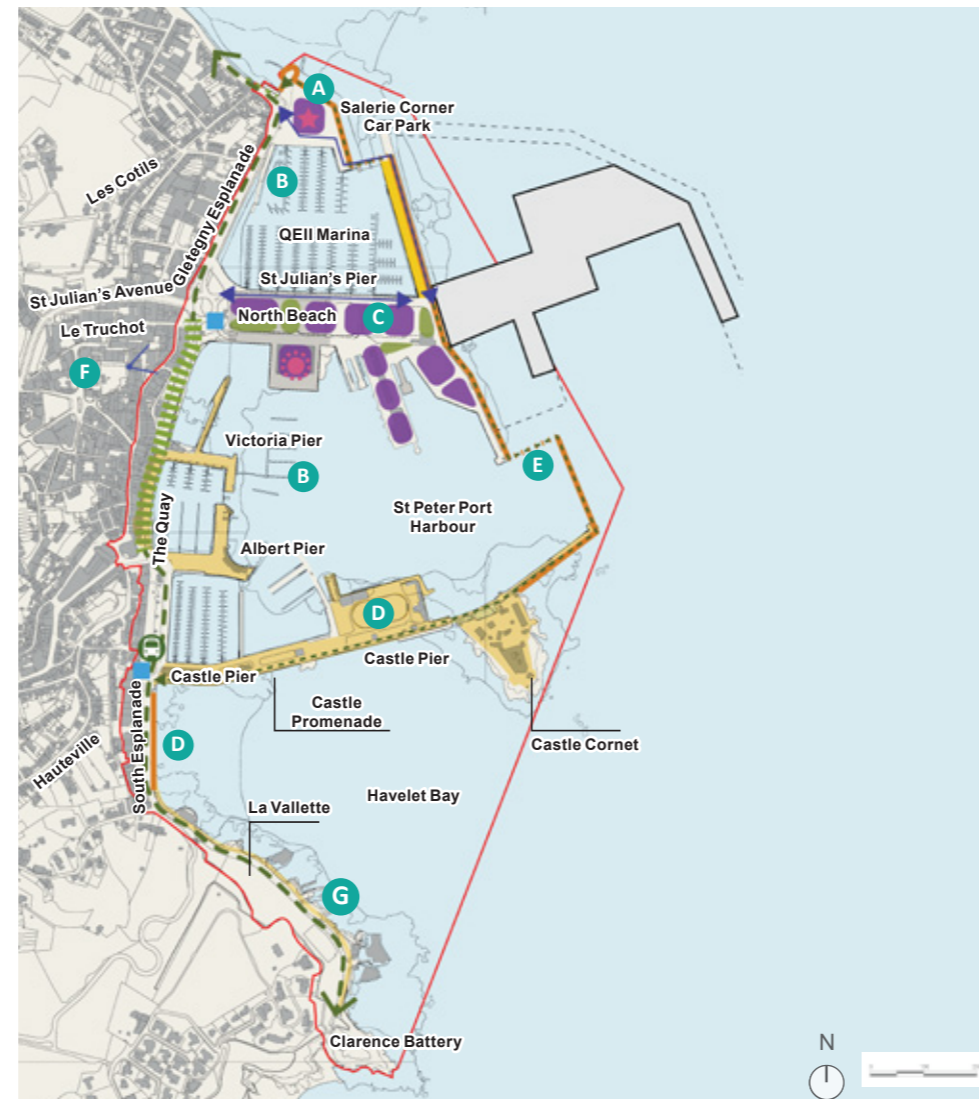 A
Salerie Corner
Car Park
Les Cotils
Glategny Esplanade
B
QEII Marina
St Julian's Avenue
St Julian's Pier
Le Truchot
North Beach
C
F
Victoria Pier
B
E
The Quay
St Peter Port
Harbour
Albert Pier
D
Castle Pier
Castle Pier
Castle
Promenade
Castle Cornet
South Esplanade
D
Hauteville
Havelet Bay
La Vallette
G
Clarence Battery
N